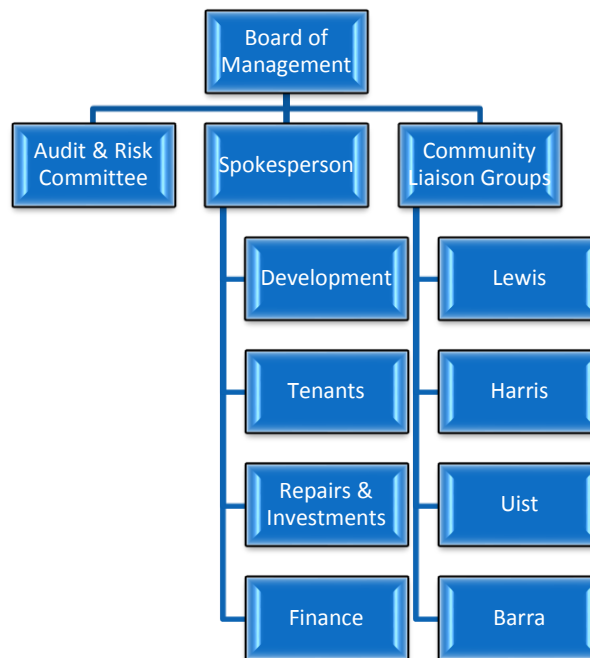 Board of
Management
Audit & Risk
Committee
Spokesperson
Community
Liaison Groups
Development
Lewis
Tenants
Harris
Repairs &
Investments
Uist
Finance
Barra